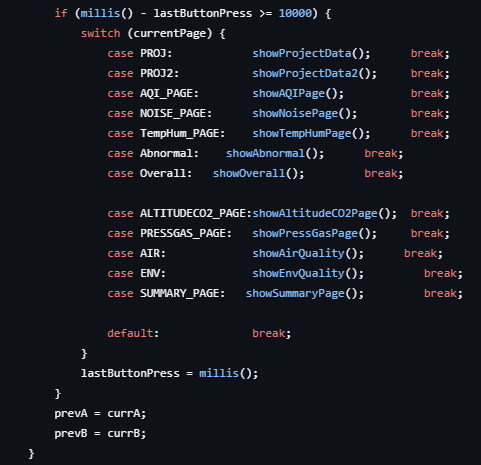 if (millis() - lastButtonPress >= 10000) {
switch (currentPage) {
case PROJ: showProjectData(); break;
case PROJ2: showProjectData2(); break;
case AQI_PAGE: showAQIPage(); break;
case NOISE_PAGE: showNoisePage(); break;
case TempHum_PAGE: showTempHumPage(); break;
case Abnormal: showAbnormal(); break;
case Overall: showOverall(); break;
case ALTITUDECO2_PAGE:showAltitudeCO2Page(); break;
case PRESSGAS_PAGE: showPressGasPage(); break;
case AIR: showAirQuality(); break;
case ENV: showEnvQuality(); break;
case SUMMARY_PAGE: showSummaryPage(); break;
default: break;
}
lastButtonPress = millis();
}
prevA = currA;
prevB = currB;
}